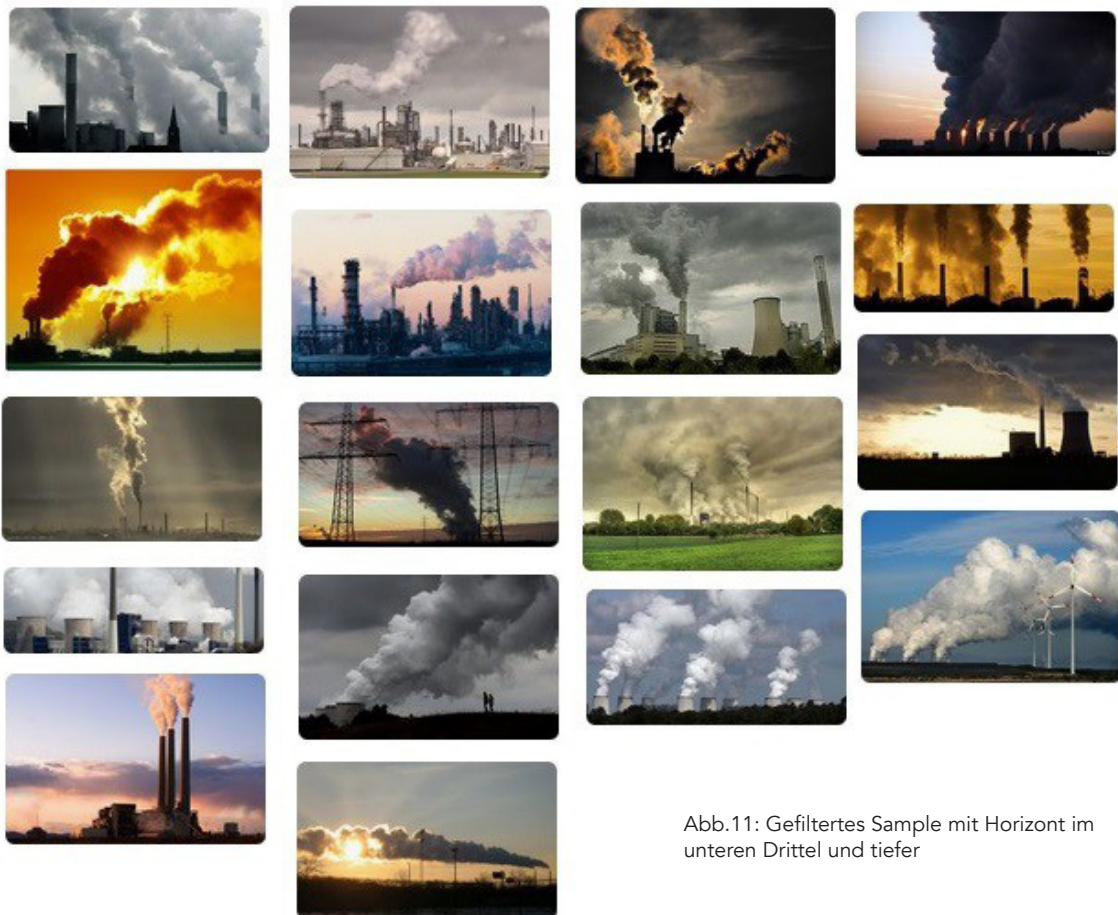 Abb.11: Gefiltertes Sample mit Horizont im
unteren Drittel und tiefer